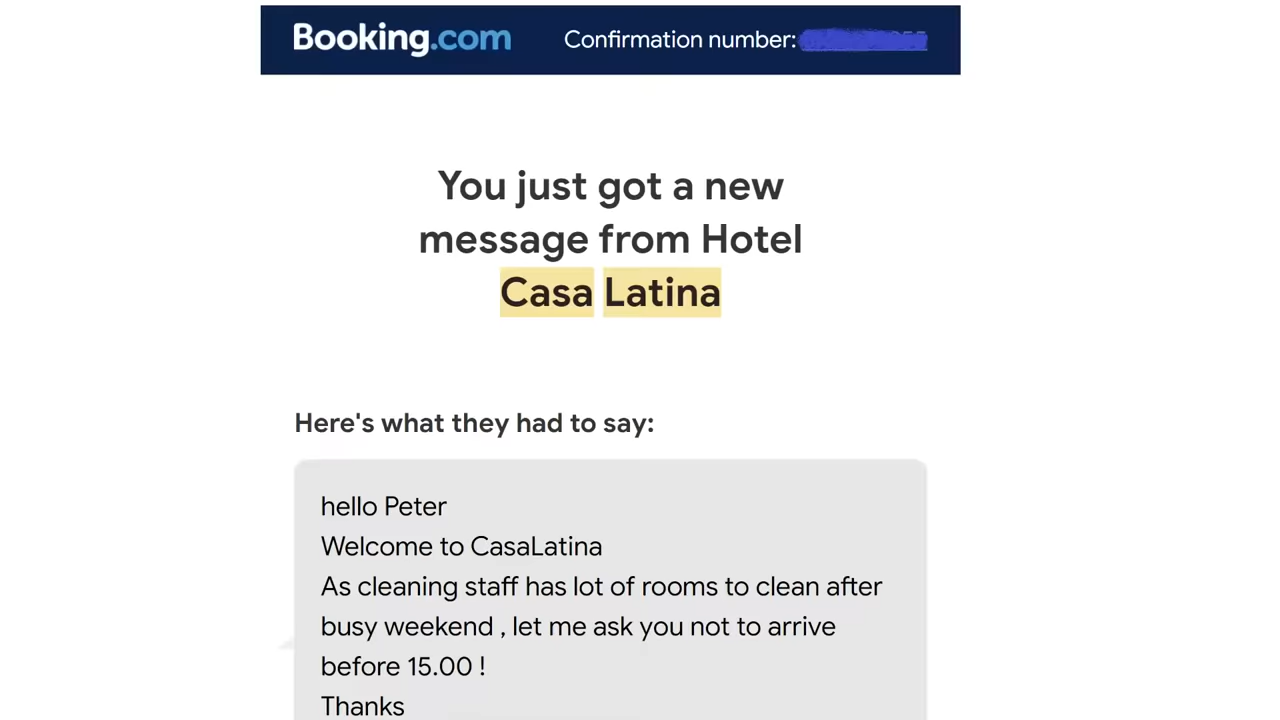 Booking.com
Confirmation number:
You just got a new
message from Hotel
Casa Latina
Here's what they had to say:
hello Peter
Welcome to CasaLatina
As cleaning staff has lot of rooms to clean after
busy weekend , let me ask you not to arrive
before 15.00 !
Thanks